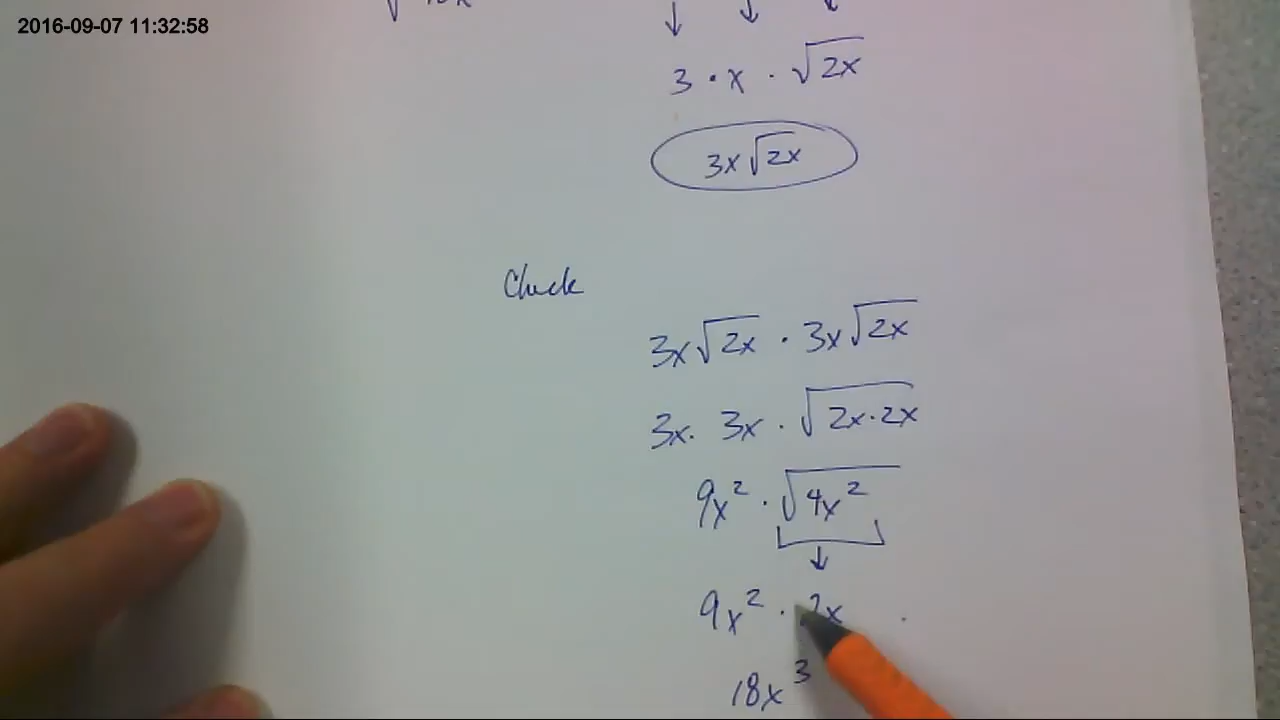 2016-09-07 11:32:58
3 · x · √2x
3x√2x
Check
3x√2x · 3x√2x
3x · 3x · √2x·2x
9x² · √4x²
9x² · 2x
18x³